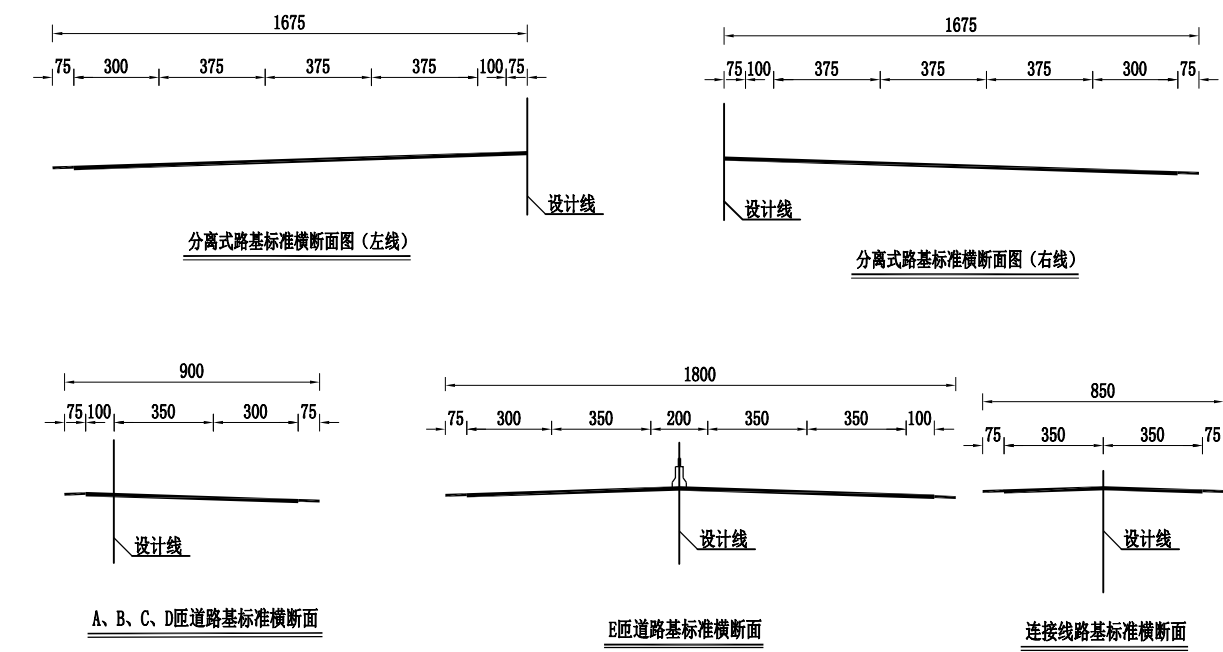 1675
75 300 375 375 375 100 75
设计线
分离式路基标准横断面图（左线）
1675
75 100 375 375 375 300 75
设计线
分离式路基标准横断面图（右线）
900
75 100 350 300 75
设计线
A、B、C、D匝道路基标准横断面
1800
75 300 350 200 350 350 100
设计线
E匝道路基标准横断面
850
75 350 350 75
设计线
连接线路基标准横断面